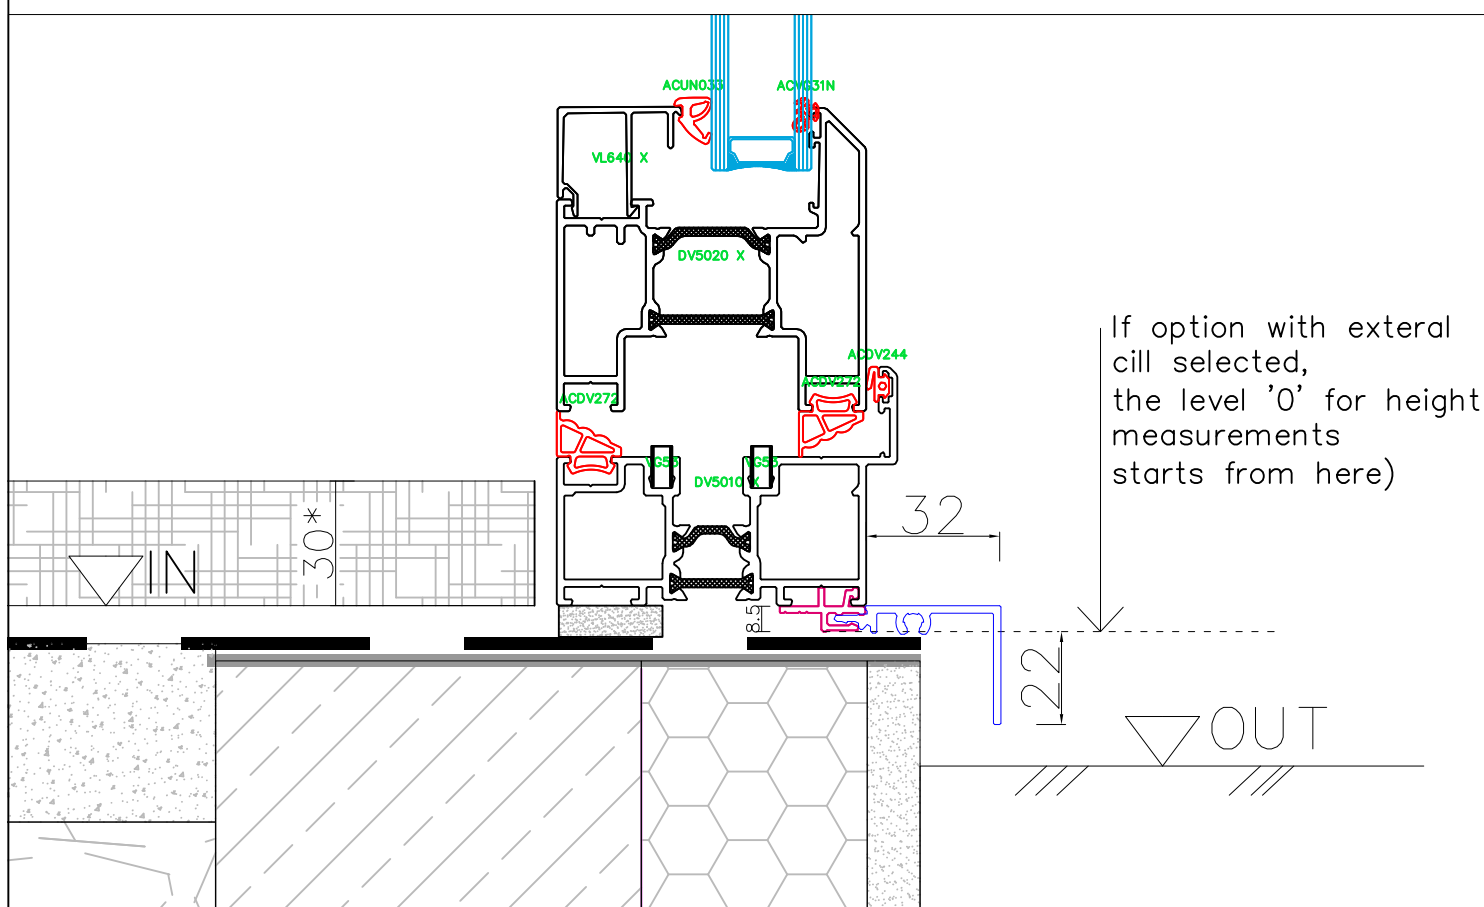 ACUN033
ACVG31N
VL640 X
DV5020 X
ACDV244
ACDV272
ACDV272
VG53
VG53
DV5010 X
If option with exteral
cill selected,
the level '0' for height
measurements
starts from here)
32
30*
IN
8.5
22
OUT